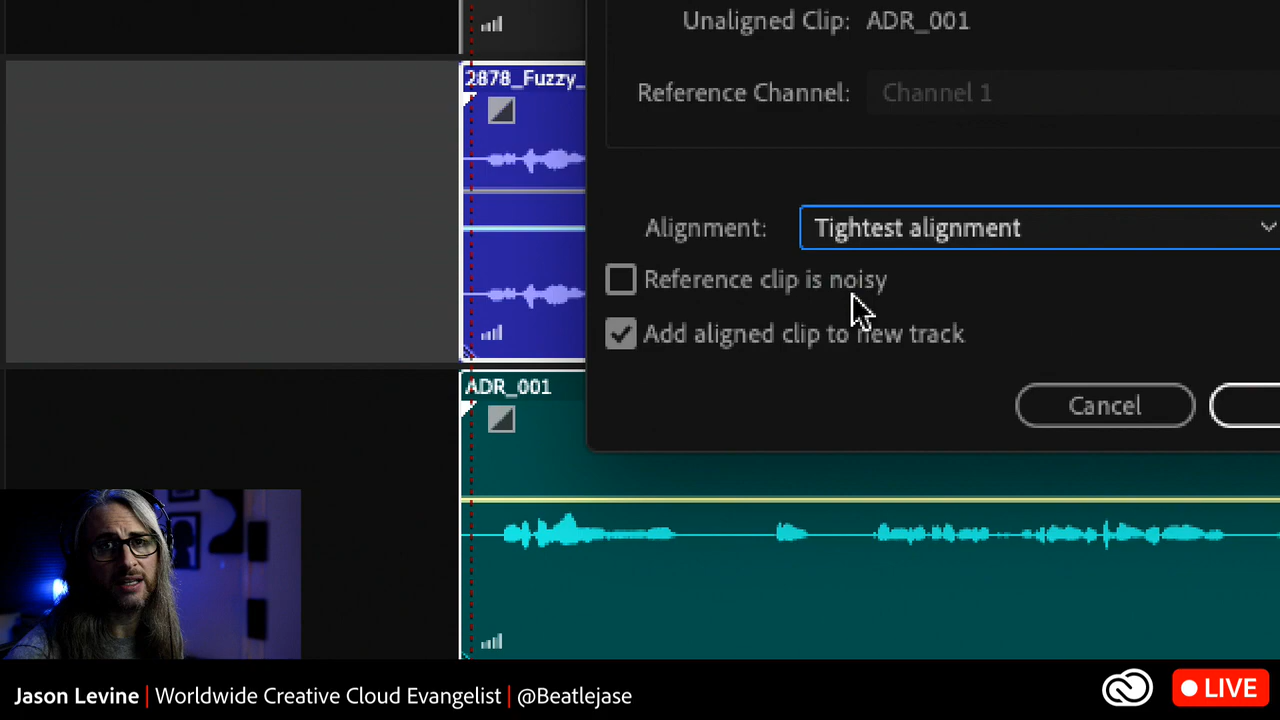 Unaligned Clip: ADR_001
2878_Fuzzy_
Reference Channel: Channel 1
Alignment: Tightest alignment
Reference clip is noisy
Add aligned clip to new track
ADR_001
Cancel
Jason Levine | Worldwide Creative Cloud Evangelist | @Beatlejase
LIVE